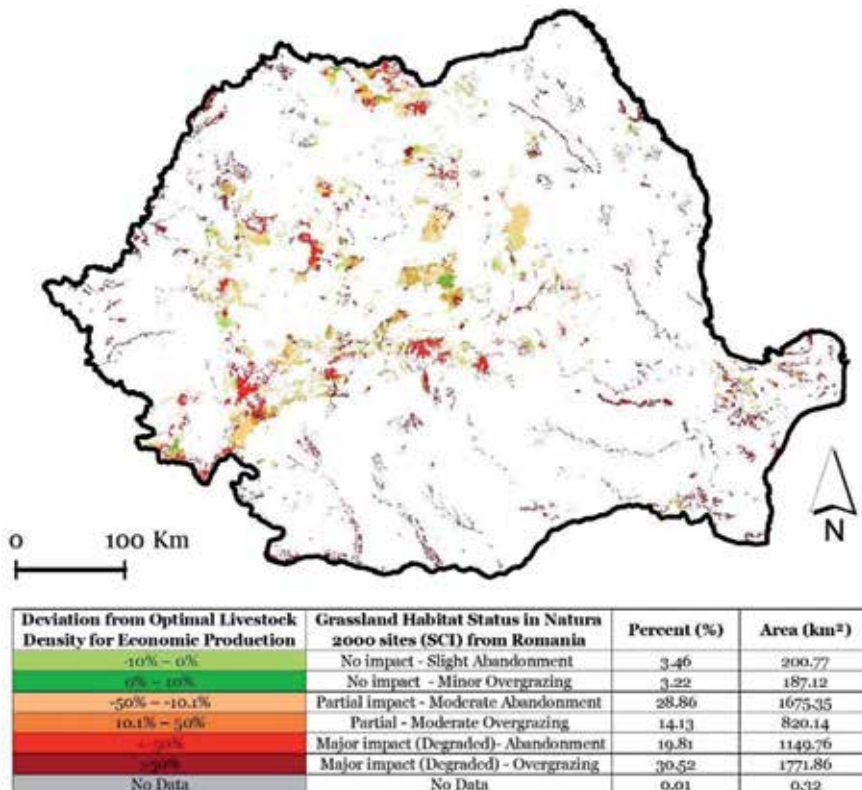 N
0 100 Km
Deviation from Optimal Livestock Density for Economic Production Grassland Habitat Status in Natura 2000 sites (SCI) from Romania Percent (%) Area (km²)
-10% – 0% No impact - Slight Abandonment 3.46 200.77
0% – 10% No impact - Minor Overgrazing 3.22 187.12
-50% – -10.1% Partial impact - Moderate Abandonment 28.86 1675.35
10.1% – 50% Partial - Moderate Overgrazing 14.13 820.14
< -50% Major impact (Degraded)- Abandonment 19.81 1149.76
>50% Major impact (Degraded) - Overgrazing 30.52 1771.86
No Data No Data 0.01 0.32